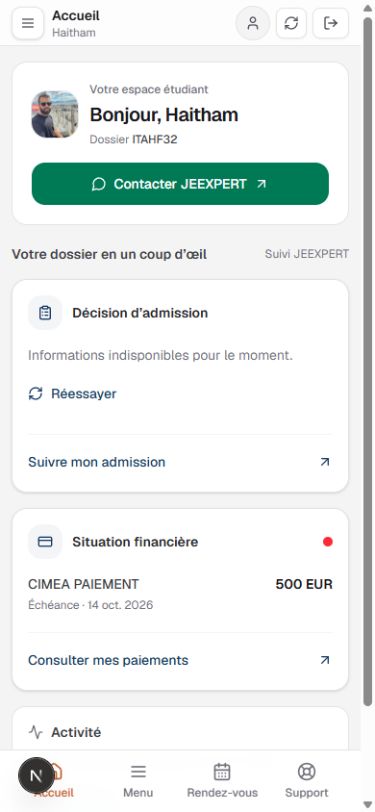 Accueil
Haitham
Votre espace étudiant
Bonjour, Haitham
Dossier ITAHF32
Contacter JEEXPERT
Votre dossier en un coup d’œil
Suivi JEEXPERT
Décision d’admission
Informations indisponibles pour le moment.
Réessayer
Suivre mon admission
Situation financière
CIMEA PAIEMENT
500 EUR
Échéance · 14 oct. 2026
Consulter mes paiements
Activité
N
Accueil
Menu
Rendez-vous
Support